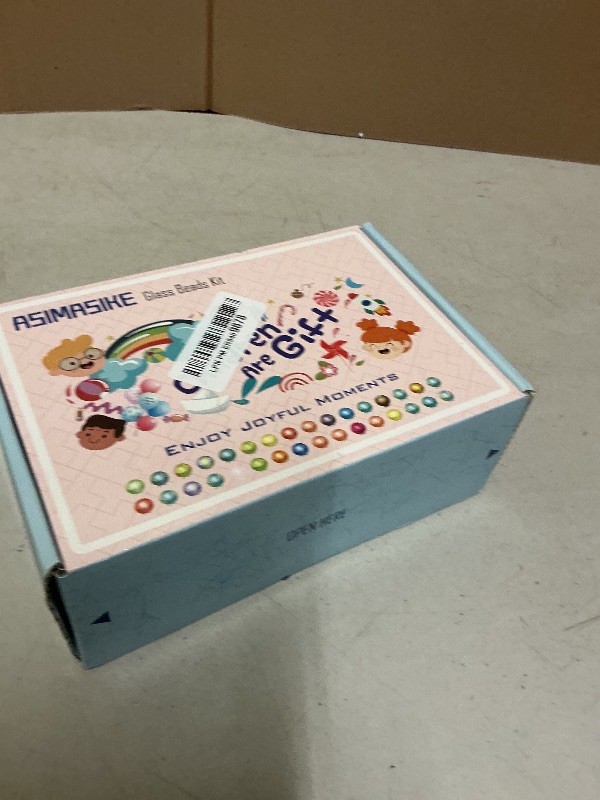 ASIMASIKE Glass Beads Kit
Are Gift
ENJOY JOYFUL MOMENTS
OPEN HERE